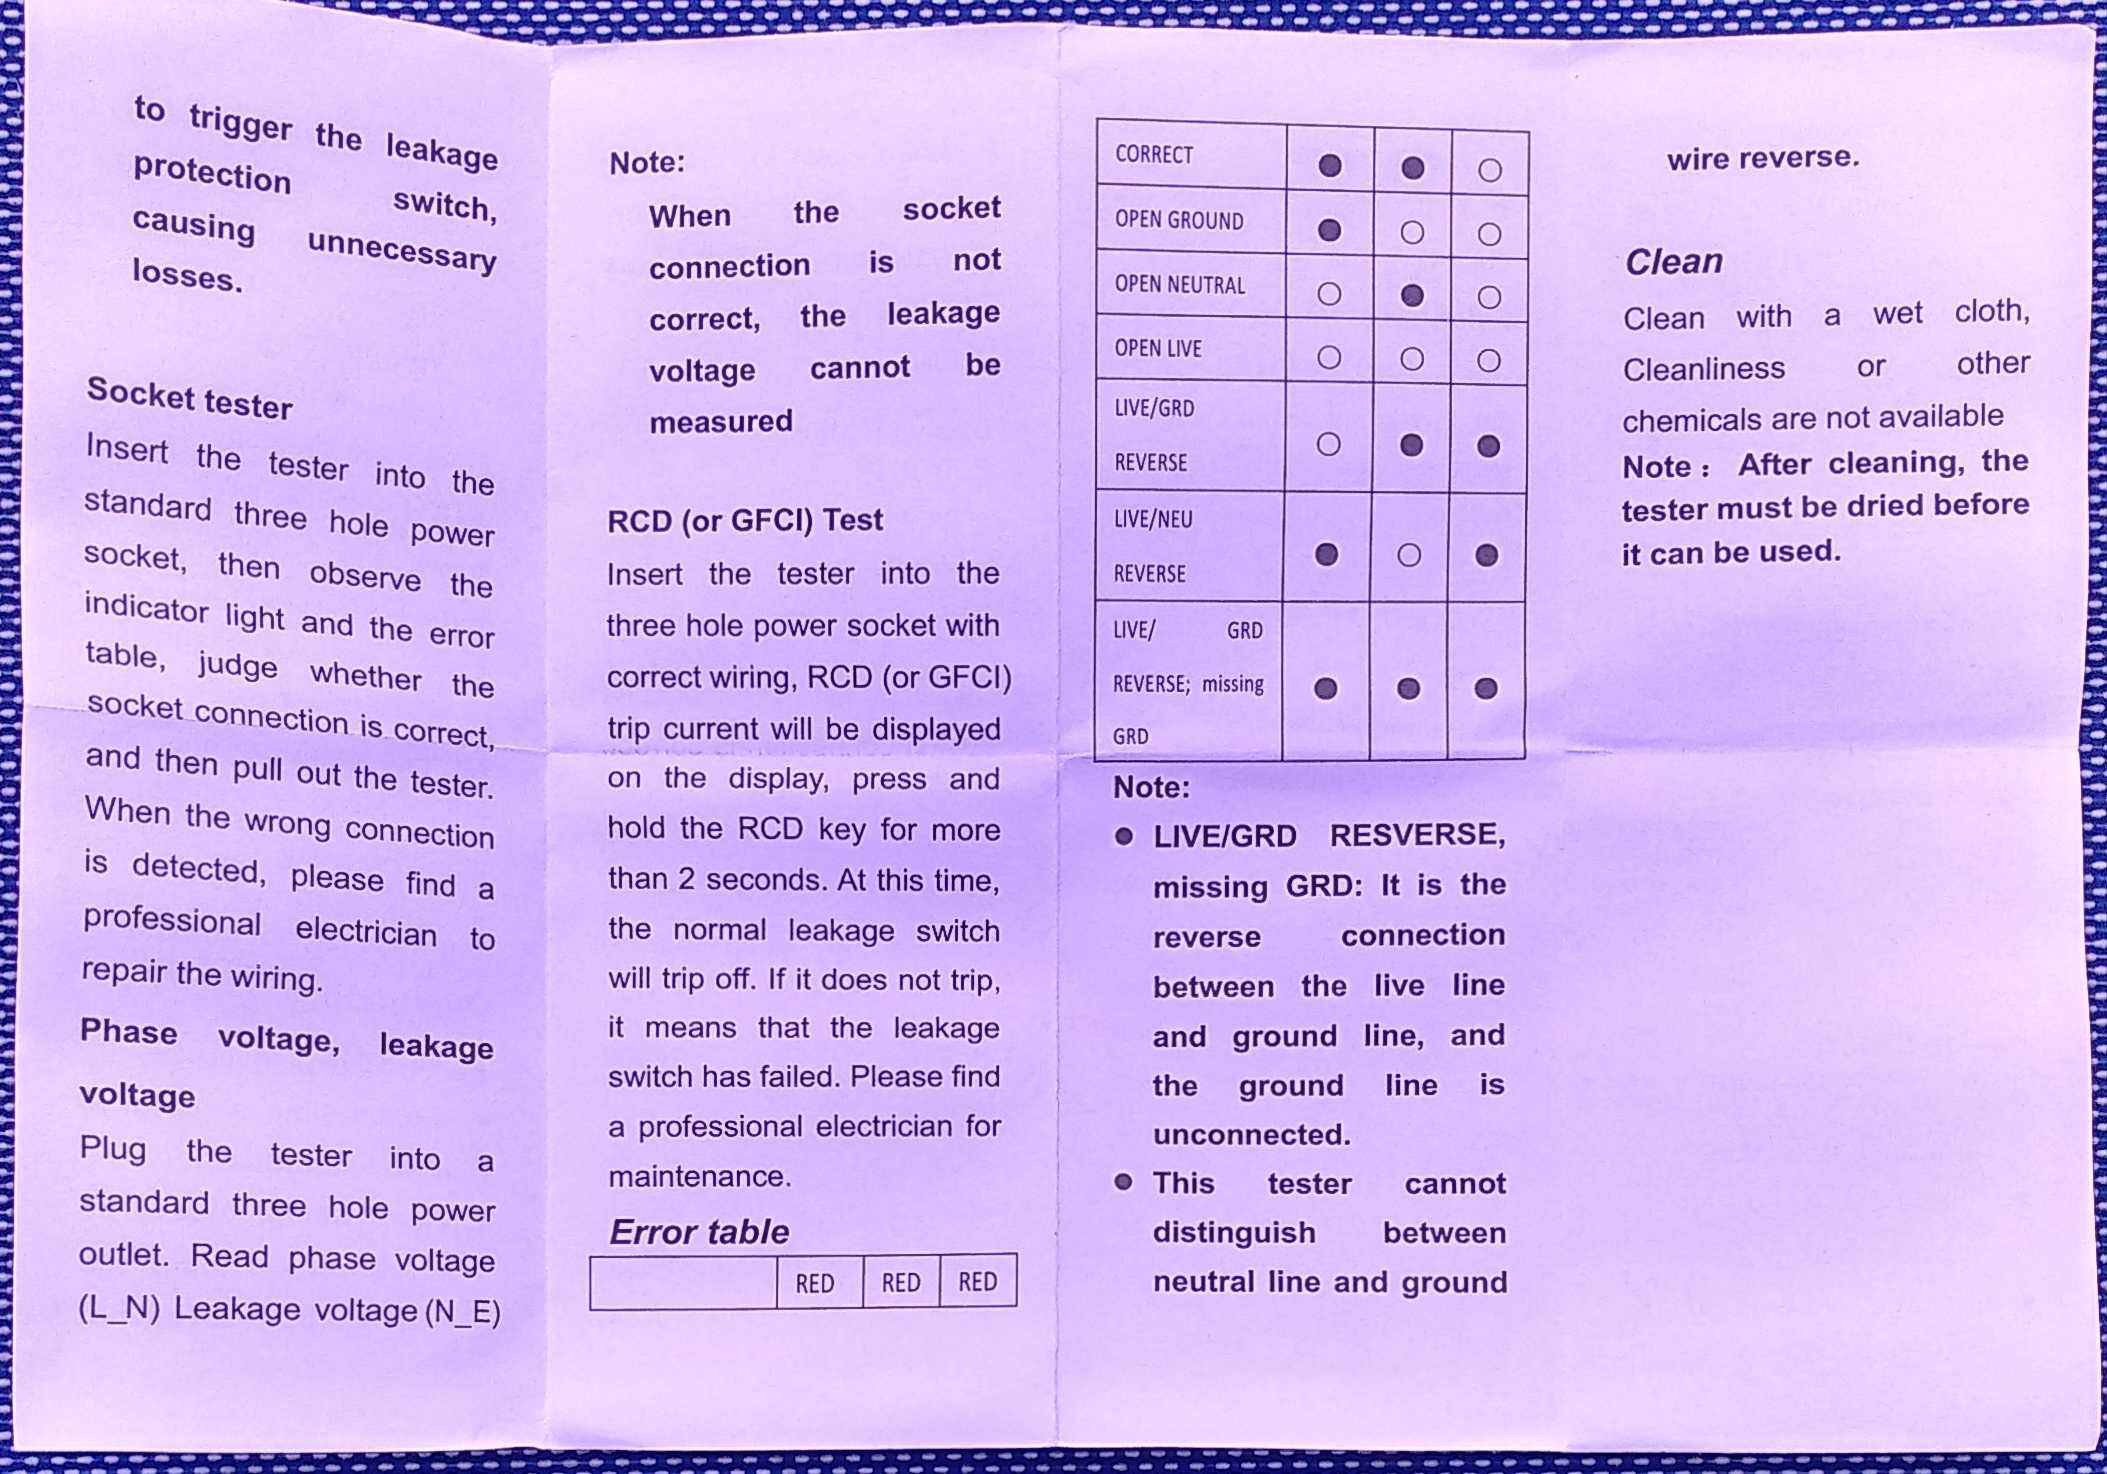 to trigger the leakage
protection switch,
causing unnecessary
losses.
Socket tester
Insert the tester into the
standard three hole power
socket, then observe the
indicator light and the error
table, judge whether the
socket connection is correct,
and then pull out the tester.
When the wrong connection
is detected, please find a
professional electrician to
repair the wiring.
Phase voltage, leakage
voltage
Plug the tester into a
standard three hole power
outlet. Read phase voltage
(L_N) Leakage voltage (N_E)
Note:
When the socket
connection is not
correct, the leakage
voltage cannot be
measured
RCD (or GFCI) Test
Insert the tester into the
three hole power socket with
correct wiring, RCD (or GFCI)
trip current will be displayed
on the display, press and
hold the RCD key for more
than 2 seconds. At this time,
the normal leakage switch
will trip off. If it does not trip,
it means that the leakage
switch has failed. Please find
a professional electrician for
maintenance.
Error table
RED RED RED
CORRECT ● ● ○
OPEN GROUND ● ○ ○
OPEN NEUTRAL ○ ● ○
OPEN LIVE ○ ○ ○
LIVE/GRD
REVERSE ○ ● ●
LIVE/NEU
REVERSE ● ○ ●
LIVE/ GRD
REVERSE; missing ● ● ●
GRD
Note:
● LIVE/GRD RESVERSE,
missing GRD: It is the
reverse connection
between the live line
and ground line, and
the ground line is
unconnected.
● This tester cannot
distinguish between
neutral line and ground
wire reverse.
Clean
Clean with a wet cloth,
Cleanliness or other
chemicals are not available
Note： After cleaning, the
tester must be dried before
it can be used.